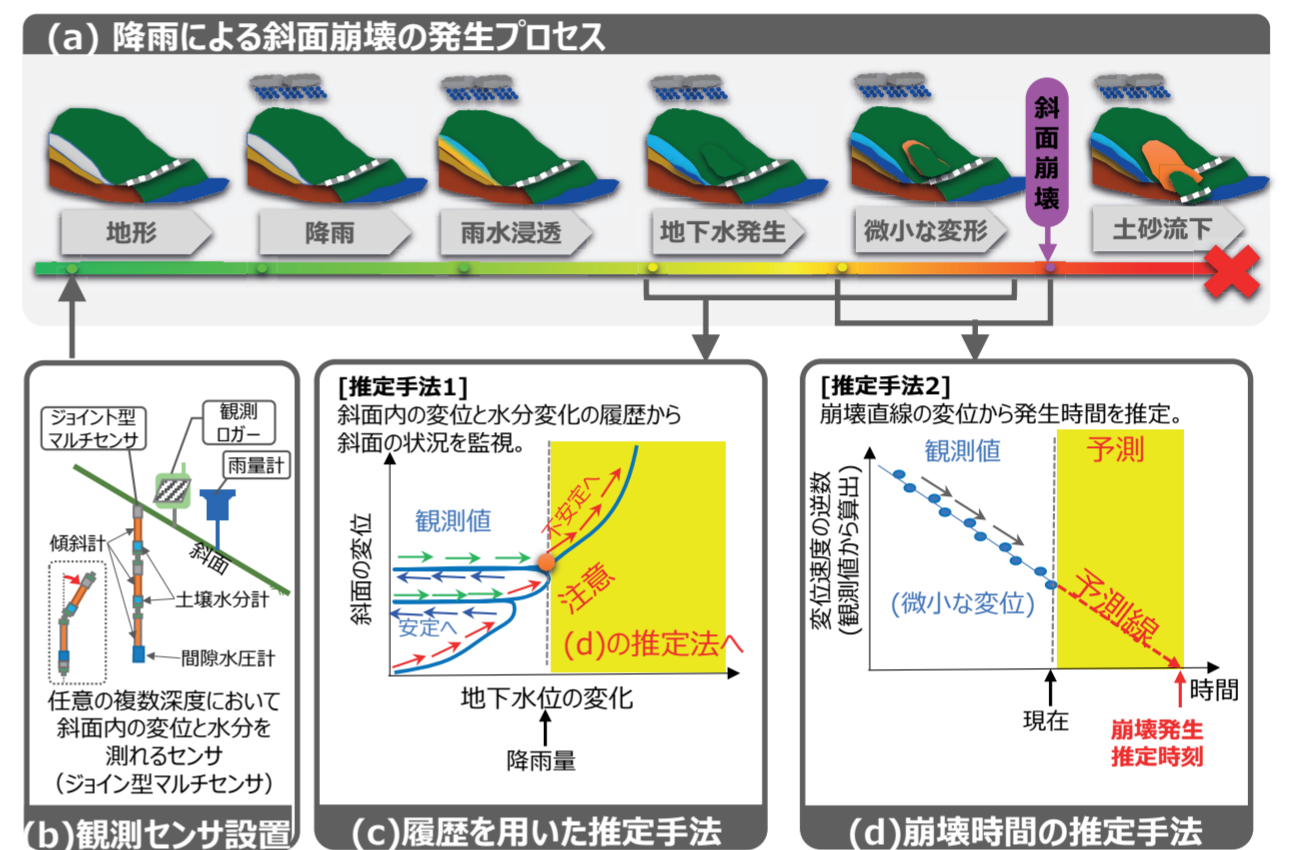 (a) 降雨による斜面崩壊の発生プロセス
地形
降雨
雨水浸透
地下水発生
微小な変形
斜面崩壊
土砂流下
ジョイント型
マルチセンサ
観測
ロガー
雨量計
傾斜計
斜面
土壌水分計
間隙水圧計
任意の複数深度において
斜面内の変位と水分を
測れるセンサ
(ジョイン型マルチセンサ)
(b)観測センサ設置
[推定手法1]
斜面内の変位と水分変化の履歴から
斜面の状況を監視。
斜面の変位
観測値
不安定へ
注意
安定へ
(d)の推定法へ
地下水位の変化
降雨量
(c)履歴を用いた推定手法
[推定手法2]
崩壊直線の変位から発生時間を推定。
変位速度の逆数
(観測値から算出)
観測値
予測
(微小な変位)
予測線
時間
現在
崩壊発生
推定時刻
(d)崩壊時間の推定手法